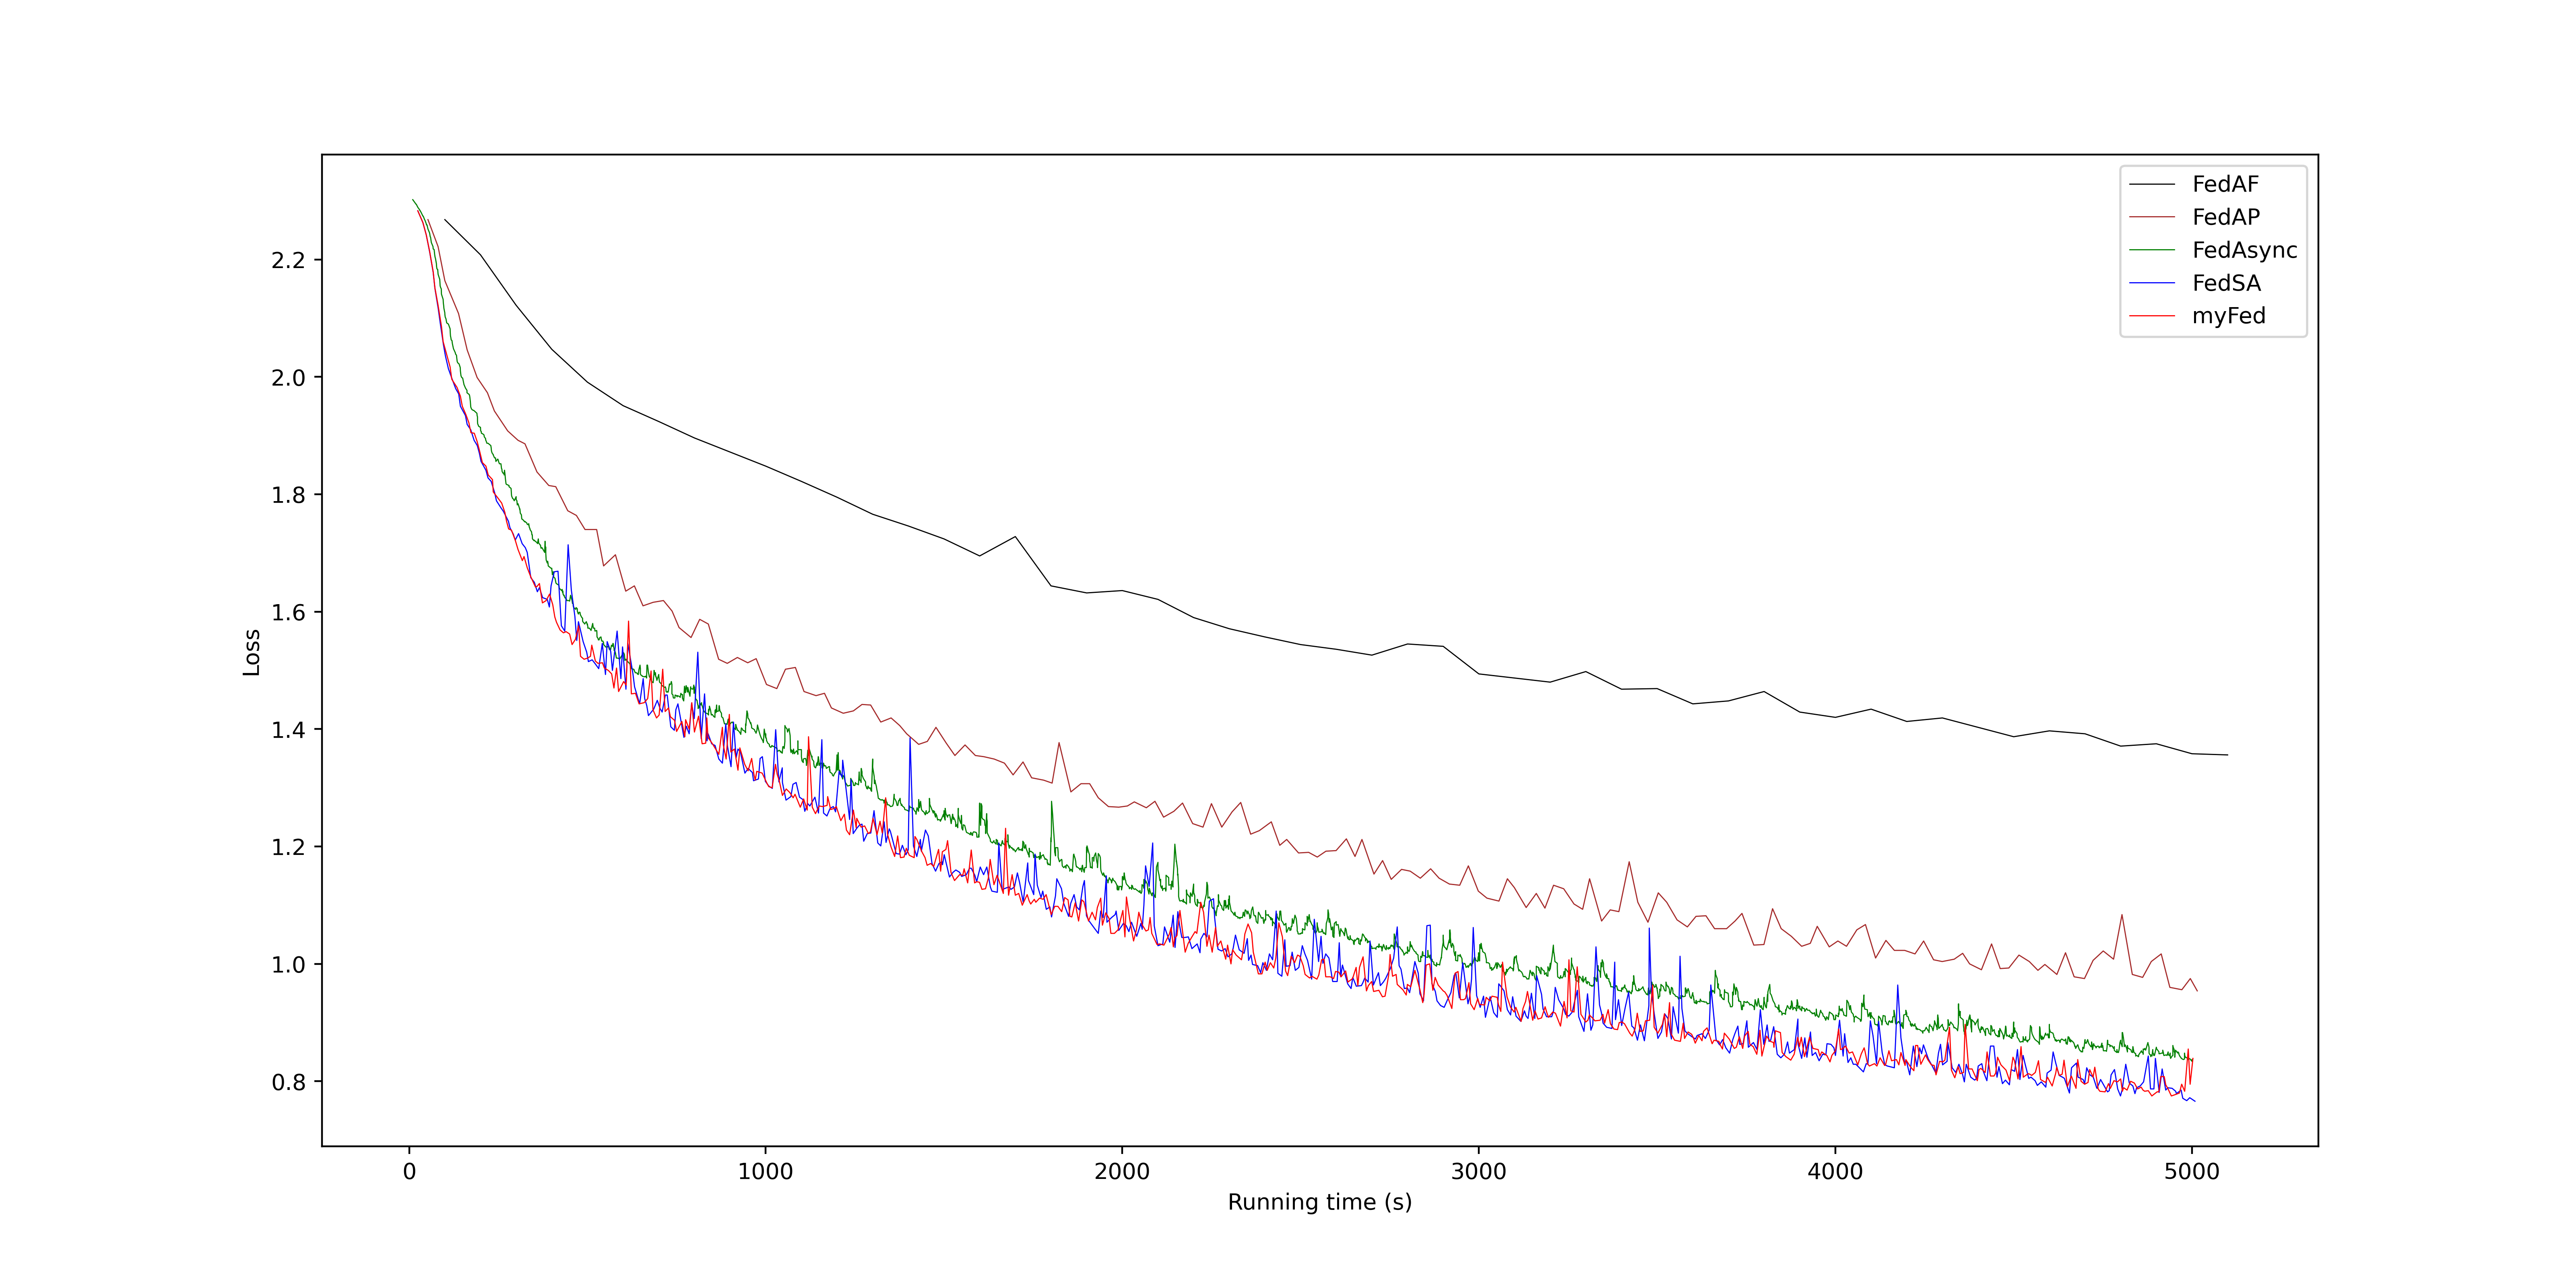 FedAF
FedAP
FedAsync
FedSA
myFed
2.2
2.0
1.8
1.6
1.4
1.2
1.0
0.8
Loss
0 1000 2000 3000 4000 5000
Running time (s)